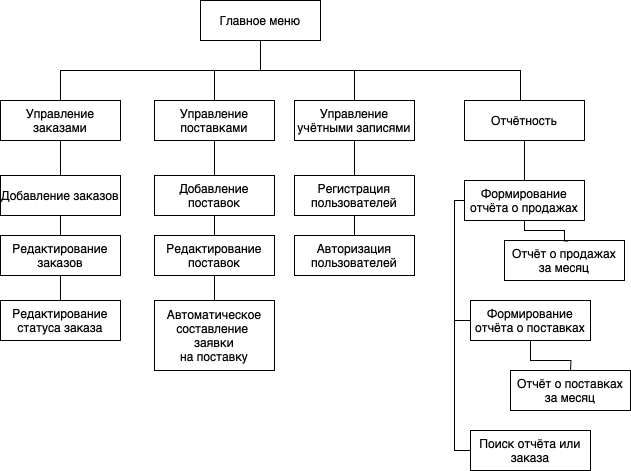 Главное меню
Управление
заказами
Управление
поставками
Управление
учётными записями
Отчётность
Добавление заказов
Добавление
поставок
Регистрация
пользователей
Формирование
отчёта о продажах
Редактирование
заказов
Редактирование
поставок
Авторизация
пользователей
Отчёт о продажах
за месяц
Редактирование
статуса заказа
Автоматическое
составление
заявки
на поставку
Формирование
отчёта о поставках
Отчёт о поставках
за месяц
Поиск отчёта или
заказа